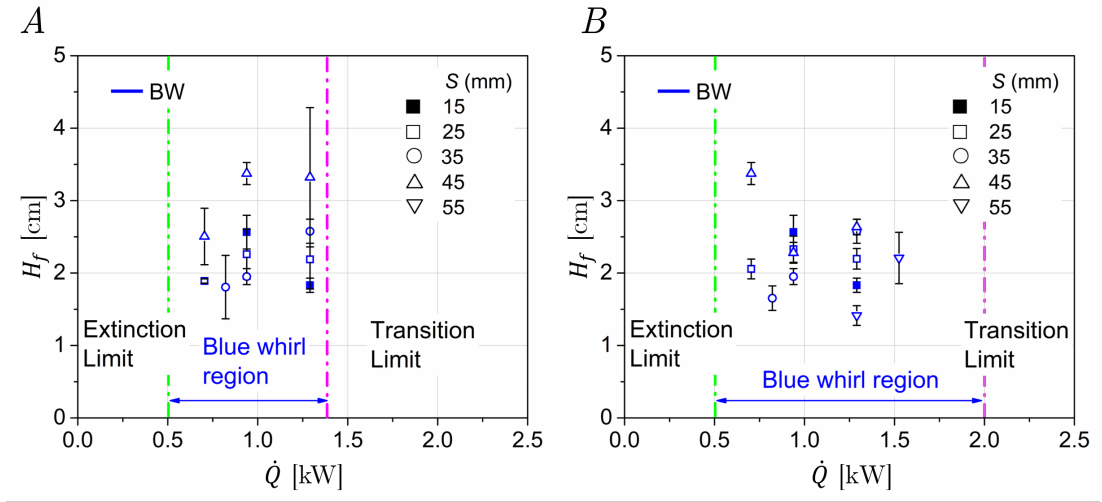 A
5
4
3
2
1
0
H_f [cm]
BW
S (mm)
15
25
35
45
55
Extinction
Limit
Blue whirl
region
Transition
Limit
0.0 0.5 1.0 1.5 2.0 2.5
Q̇ [kW]
B
5
4
3
2
1
0
H_f [cm]
BW
S (mm)
15
25
35
45
55
Extinction
Limit
Transition
Limit
Blue whirl region
0.0 0.5 1.0 1.5 2.0 2.5
Q̇ [kW]